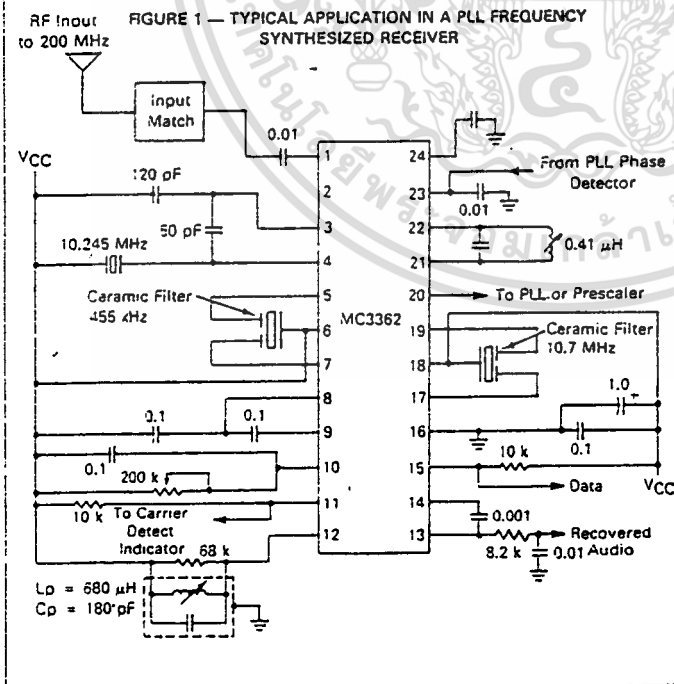 FIGURE 1 — TYPICAL APPLICATION IN A PLL FREQUENCY
SYNTHESIZED RECEIVER
RF Input
to 200 MHz
Input
Match
0.01
VCC
120 pF
50 pF
10.245 MHz
Ceramic Filter
455 kHz
0.1
0.1
0.1
200 k
10 k
To Carrier
Detect
Indicator
68 k
Lp = 680 μH
Cp = 180 pF
MC3362
1
2
3
4
5
6
7
8
9
10
11
12
24
23
22
21
20
19
18
17
16
15
14
13
From PLL Phase
Detector
0.01
0.41 μH
To PLL or Prescaler
Ceramic Filter
10.7 MHz
1.0
+
0.1
10 k
Data
VCC
0.001
8.2 k
0.01
Recovered
Audio